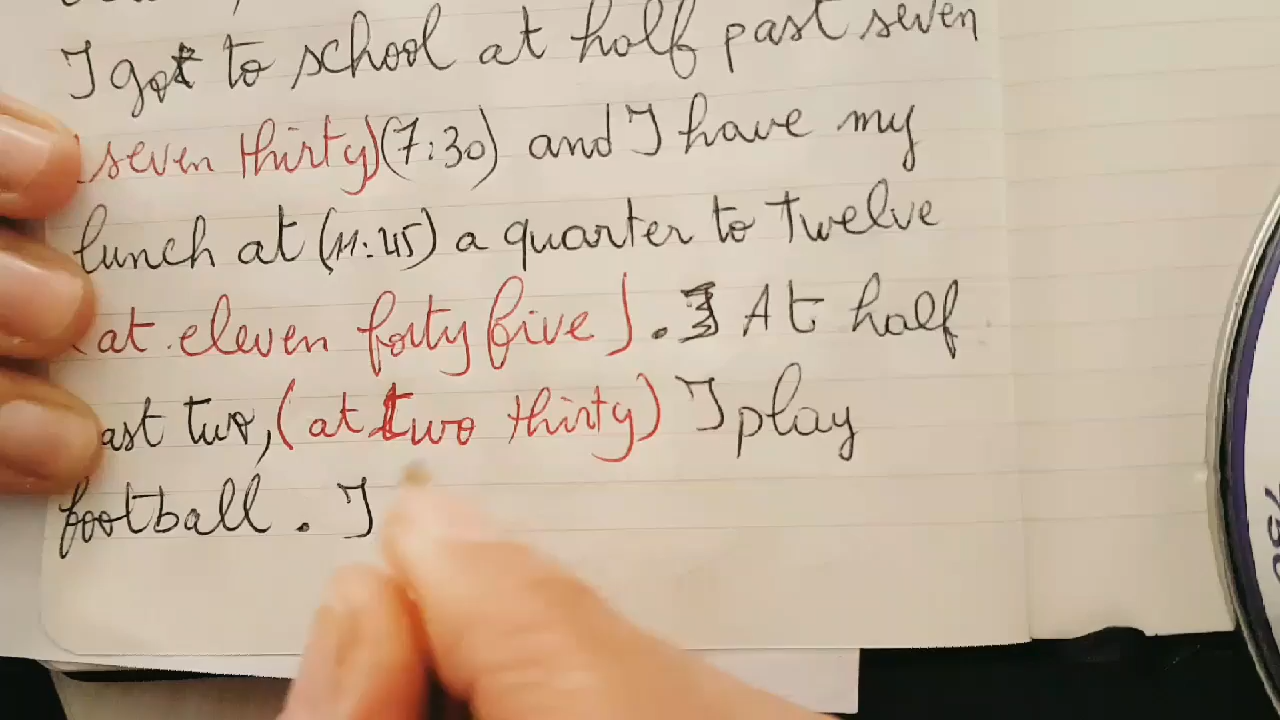 I got to school at half past seven
(seven thirty)(7:30) and I have my
lunch at (11:45) a quarter to twelve
(at eleven forty five). At half
ast two, (at two thirty) I play
football. I